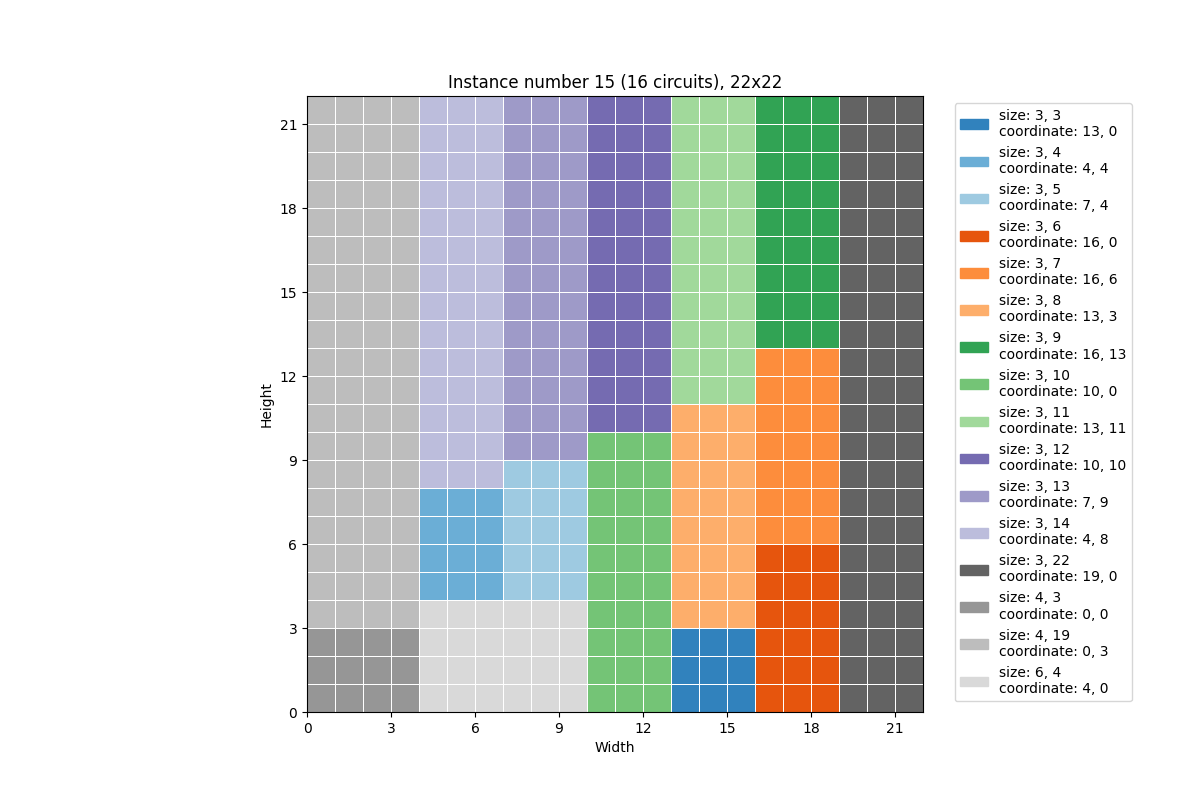 Instance number 15 (16 circuits), 22x22
Height
21
18
15
12
9
6
3
0
0 3 6 9 12 15 18 21
Width
size: 3, 3
coordinate: 13, 0
size: 3, 4
coordinate: 4, 4
size: 3, 5
coordinate: 7, 4
size: 3, 6
coordinate: 16, 0
size: 3, 7
coordinate: 16, 6
size: 3, 8
coordinate: 13, 3
size: 3, 9
coordinate: 16, 13
size: 3, 10
coordinate: 10, 0
size: 3, 11
coordinate: 13, 11
size: 3, 12
coordinate: 10, 10
size: 3, 13
coordinate: 7, 9
size: 3, 14
coordinate: 4, 8
size: 3, 22
coordinate: 19, 0
size: 4, 3
coordinate: 0, 0
size: 4, 19
coordinate: 0, 3
size: 6, 4
coordinate: 4, 0